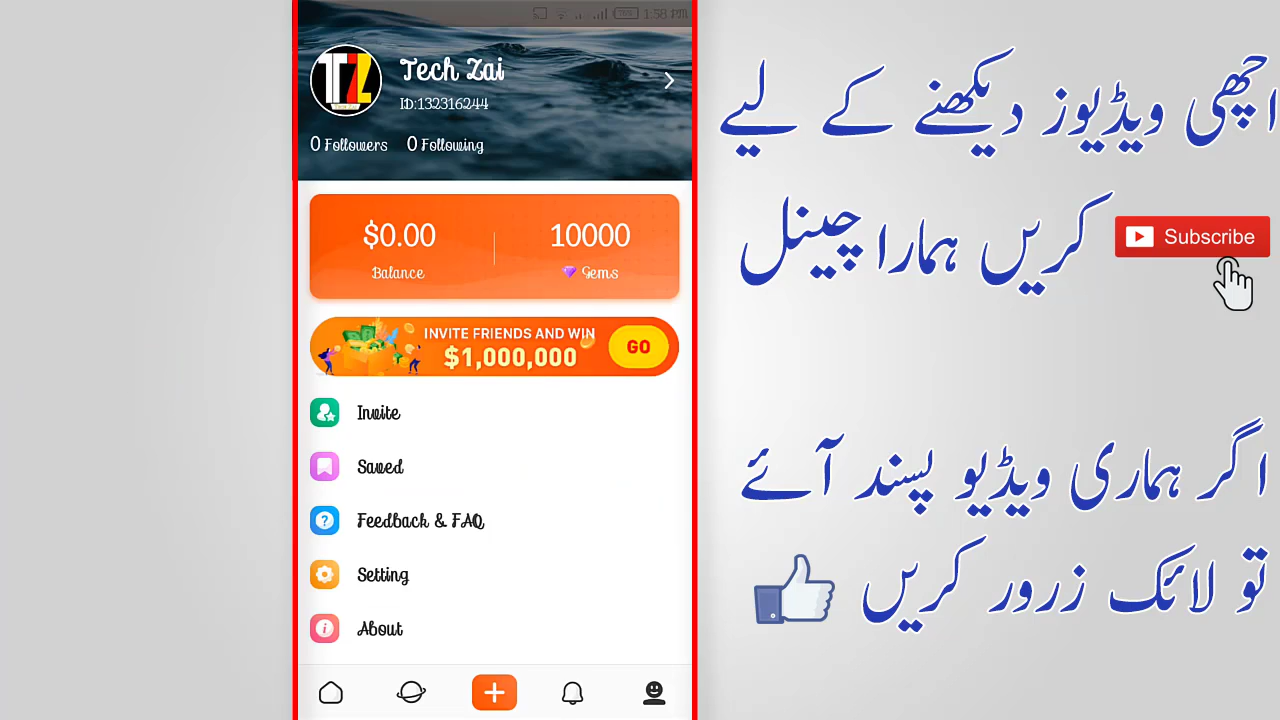 1:58 PM
Tech Zai
ID:132316244
0 Followers 0 Following
$0.00
Balance
10000
Gems
INVITE FRIENDS AND WIN
$1,000,000
GO
Invite
Saved
Feedback & FAQ
Setting
About
اچھی ویڈیوز دیکھنے کے لیے
Subscribe کریں ہمارا چینل
اگر ہماری ویڈیو پسند آئے
تو لائک زرور کریں